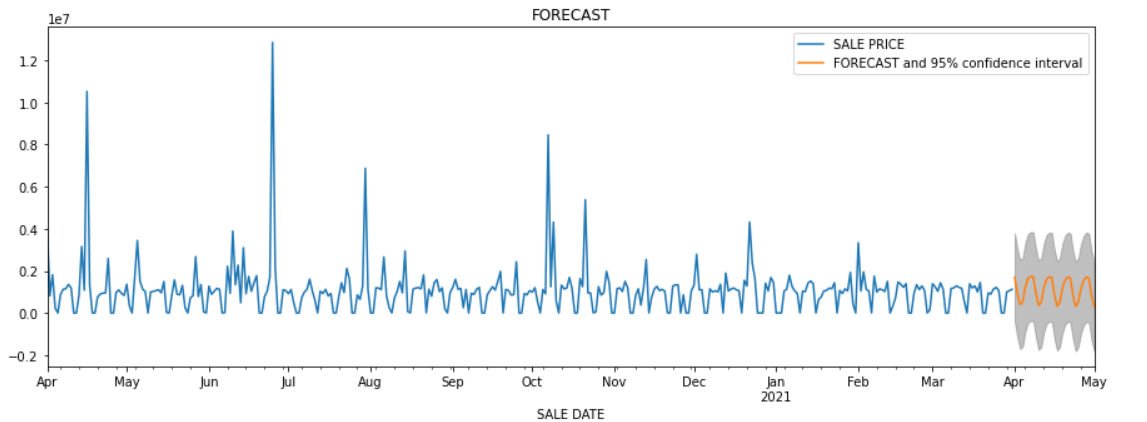 FORECAST
1e7
SALE PRICE
FORECAST and 95% confidence interval
1.2
1.0
0.8
0.6
0.4
0.2
0.0
−0.2
Apr May Jun Jul Aug Sep Oct Nov Dec Jan Feb Mar Apr May
2021
SALE DATE